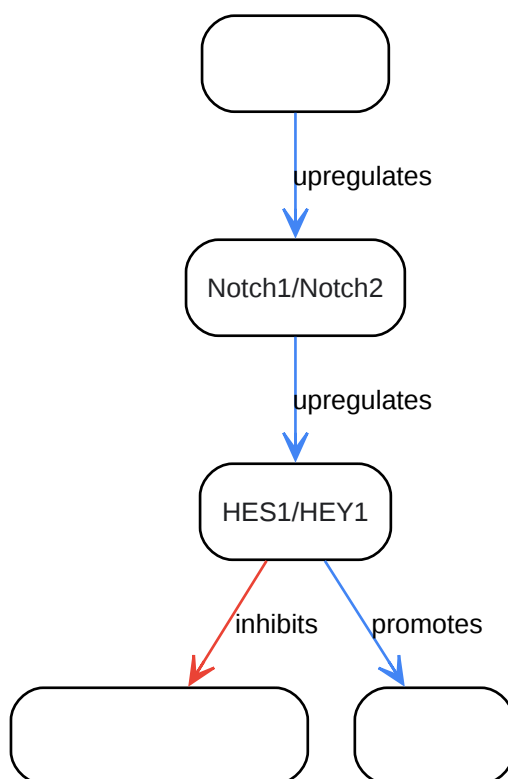 upregulates
Notch1/Notch2
upregulates
HES1/HEY1
inhibits
promotes